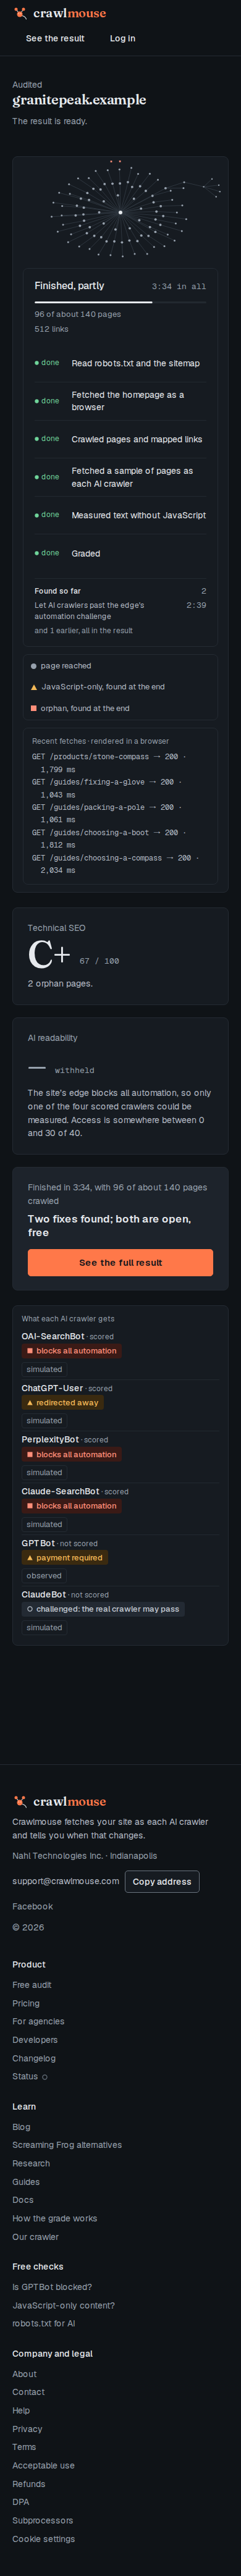 crawlmouse
See the result Log in
Audited
granitepeak.example
The result is ready.
Finished, partly 3:34 in all
96 of about 140 pages
512 links
done Read robots.txt and the sitemap
done Fetched the homepage as a
browser
done Crawled pages and mapped links
done Fetched a sample of pages as
each AI crawler
done Measured text without JavaScript
done Graded
Found so far 2
Let AI crawlers past the edge's 2:39
automation challenge
and 1 earlier, all in the result
page reached
JavaScript-only, found at the end
orphan, found at the end
Recent fetches · rendered in a browser
GET /products/stone-compass → 200 ·
1,799 ms
GET /guides/fixing-a-glove → 200 ·
1,043 ms
GET /guides/packing-a-pole → 200 ·
1,061 ms
GET /guides/choosing-a-boot → 200 ·
1,812 ms
GET /guides/choosing-a-compass → 200 ·
2,034 ms
Technical SEO
C+ 67 / 100
2 orphan pages.
AI readability
— withheld
The site's edge blocks all automation, so only
one of the four scored crawlers could be
measured. Access is somewhere between 0
and 30 of 40.
Finished in 3:34, with 96 of about 140 pages
crawled
Two fixes found; both are open,
free
See the full result
What each AI crawler gets
OAI-SearchBot · scored
blocks all automation
simulated
ChatGPT-User · scored
redirected away
simulated
PerplexityBot · scored
blocks all automation
simulated
Claude-SearchBot · scored
blocks all automation
simulated
GPTBot · not scored
payment required
observed
ClaudeBot · not scored
challenged: the real crawler may pass
simulated
crawlmouse
Crawlmouse fetches your site as each AI crawler
and tells you when that changes.
Nahl Technologies Inc. · Indianapolis
support@crawlmouse.com Copy address
Facebook
© 2026
Product
Free audit
Pricing
For agencies
Developers
Changelog
Status
Learn
Blog
Screaming Frog alternatives
Research
Guides
Docs
How the grade works
Our crawler
Free checks
Is GPTBot blocked?
JavaScript-only content?
robots.txt for AI
Company and legal
About
Contact
Help
Privacy
Terms
Acceptable use
Refunds
DPA
Subprocessors
Cookie settings